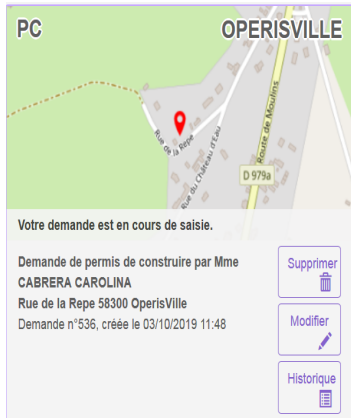 PC OPERISVILLE
Rue de la Repe
Rue du Château d'Eau
Route de Moulins
D 979a
Votre demande est en cours de saisie.
Demande de permis de construire par Mme
CABRERA CAROLINA
Rue de la Repe 58300 OperisVille
Demande n°536, créée le 03/10/2019 11:48
Supprimer
Modifier
Historique